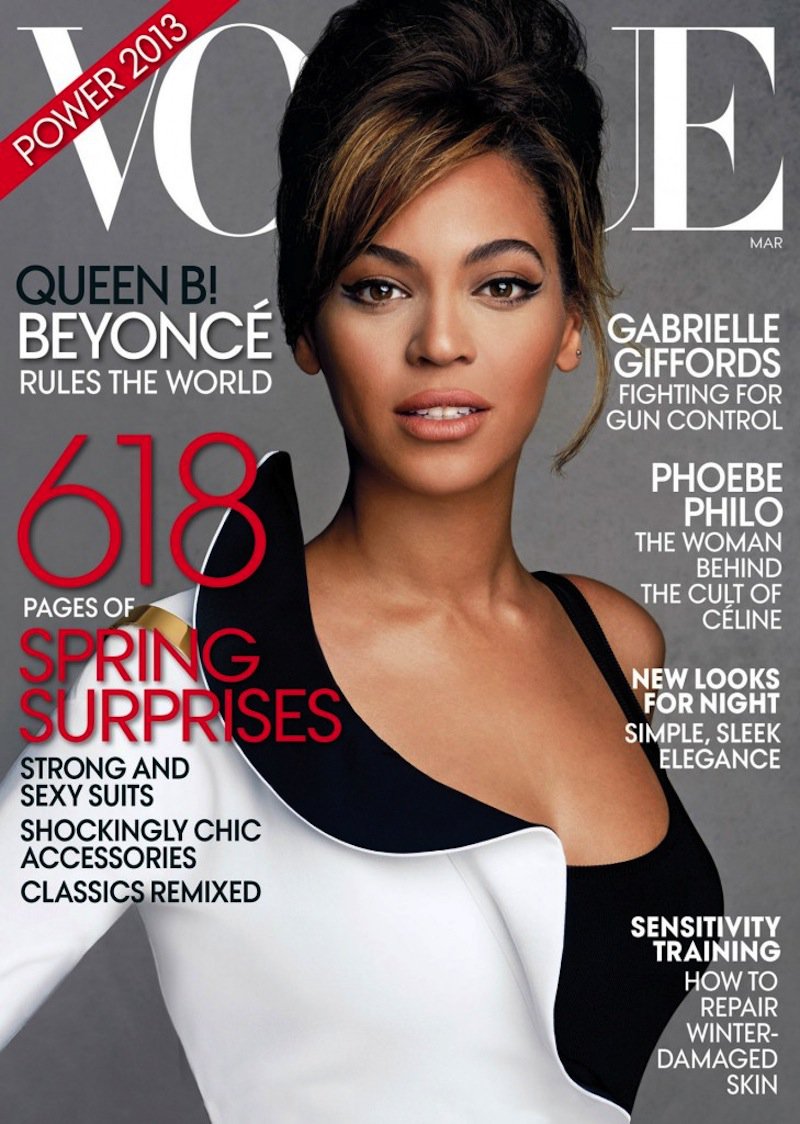 POWER 2013
VOGUE
MAR
QUEEN B!
BEYONCÉ
RULES THE WORLD
618
PAGES OF
SPRING
SURPRISES
STRONG AND
SEXY SUITS
SHOCKINGLY CHIC
ACCESSORIES
CLASSICS REMIXED
GABRIELLE
GIFFORDS
FIGHTING FOR
GUN CONTROL
PHOEBE
PHILO
THE WOMAN
BEHIND
THE CULT OF
CÉLINE
NEW LOOKS
FOR NIGHT
SIMPLE, SLEEK
ELEGANCE
SENSITIVITY
TRAINING
HOW TO
REPAIR
WINTER-
DAMAGED
SKIN